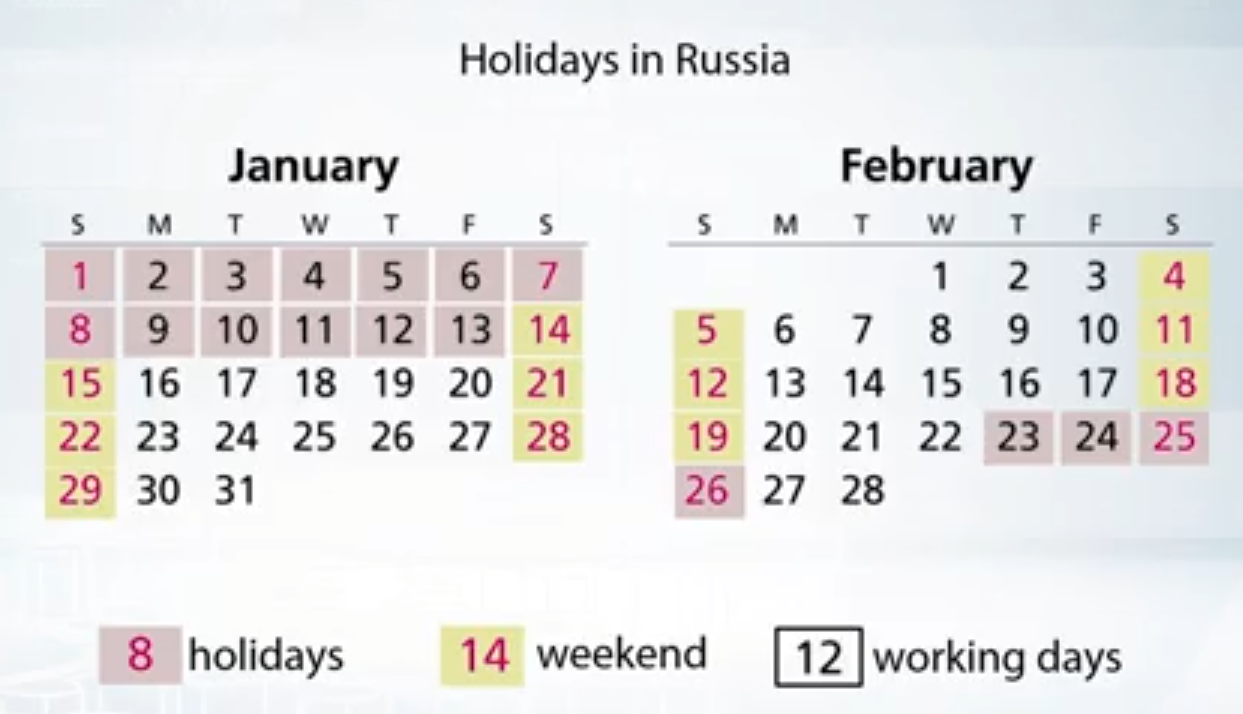 Holidays in Russia
January
S M T W T F S
1 2 3 4 5 6 7
8 9 10 11 12 13 14
15 16 17 18 19 20 21
22 23 24 25 26 27 28
29 30 31
February
S M T W T F S
1 2 3 4
5 6 7 8 9 10 11
12 13 14 15 16 17 18
19 20 21 22 23 24 25
26 27 28
8 holidays 14 weekend 12 working days